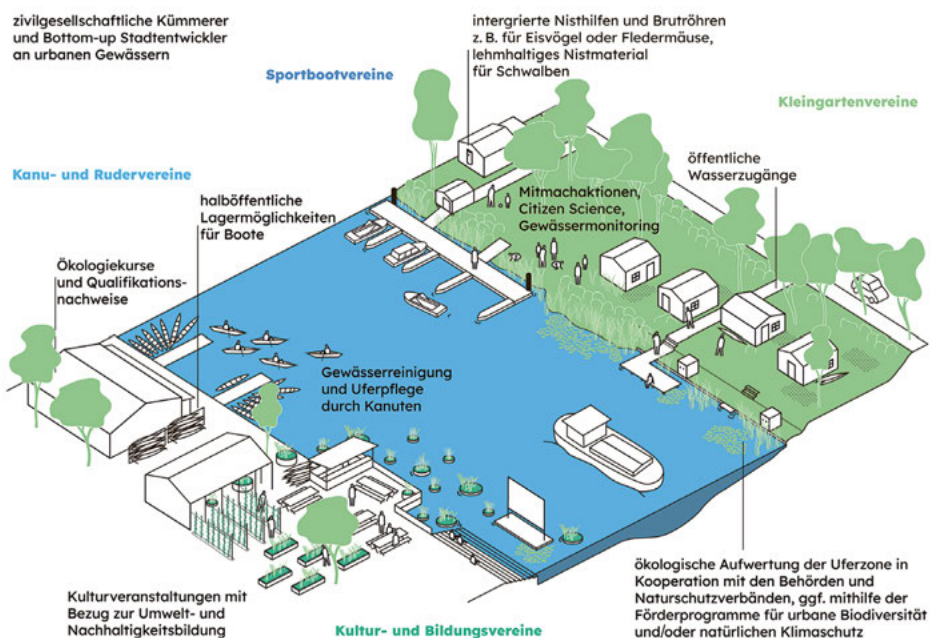 zivilgesellschaftliche Kümmerer
und Bottom-up Stadtentwickler
an urbanen Gewässern
intergrierte Nisthilfen und Brutröhren
z. B. für Eisvögel oder Fledermäuse,
lehmhaltiges Nistmaterial
für Schwalben
Sportbootvereine
Kleingartenvereine
Kanu- und Rudervereine
öffentliche
Wasserzugänge
halböffentliche
Lagermöglichkeiten
für Boote
Mitmachaktionen,
Citizen Science,
Gewässermonitoring
Ökologiekurse
und Qualifikations-
nachweise
Gewässerreinigung
und Uferpflege
durch Kanuten
ökologische Aufwertung der Uferzone in
Kooperation mit den Behörden und
Naturschutzverbänden, ggf. mithilfe der
Förderprogramme für urbane Biodiversität
und/oder natürlichen Klimaschutz
Kulturveranstaltungen mit
Bezug zur Umwelt- und
Nachhaltigkeitsbildung
Kultur- und Bildungsvereine